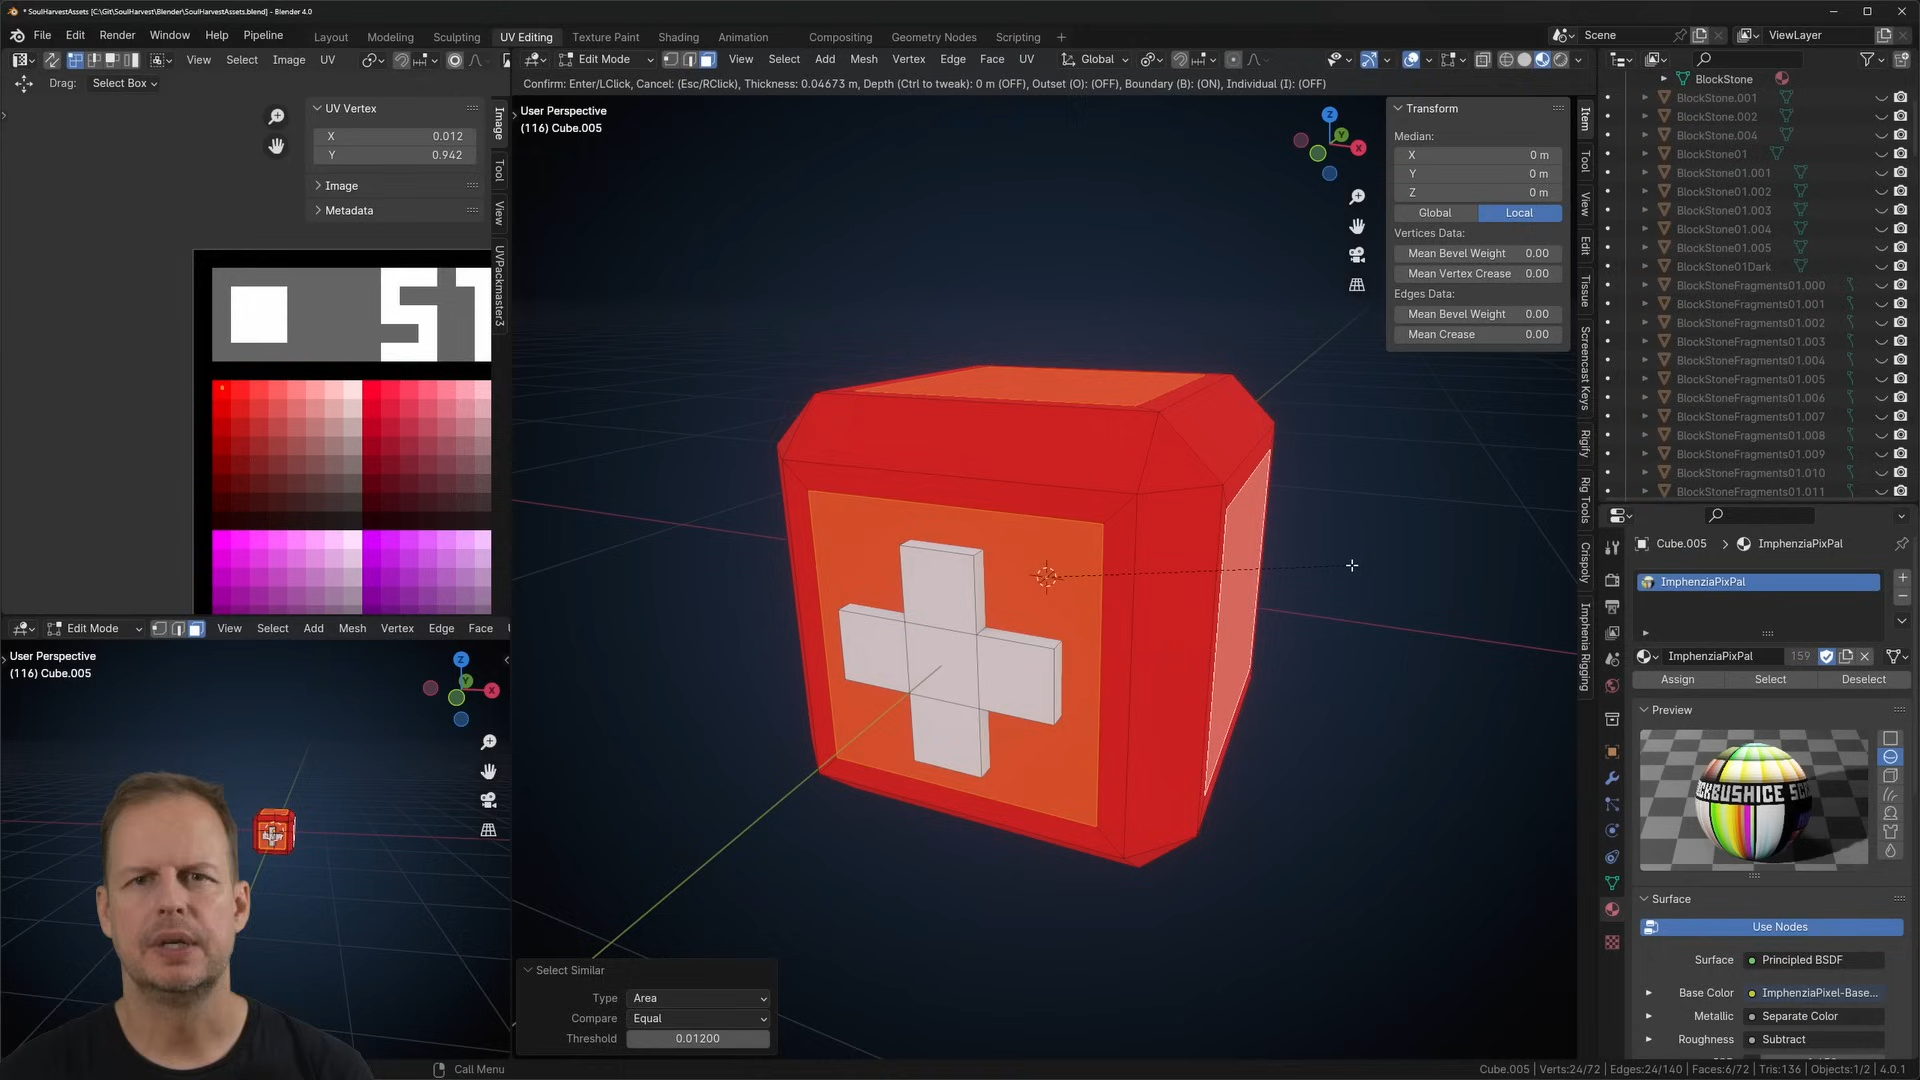 * SoulHarvestAssets [C:\Git\SoulHarvest\Blender\SoulHarvestAssets.blend] - Blender 4.0
File Edit Render Window Help Pipeline
Layout Modeling Sculpting UV Editing Texture Paint Shading Animation Compositing Geometry Nodes Scripting +
Scene
ViewLayer
View Select Image UV
Edit Mode View Select Add Mesh Vertex Edge Face UV Global
Drag: Select Box
Confirm: Enter/LClick, Cancel: (Esc/RClick), Thickness: 0.04673 m, Depth (Ctrl to tweak): 0 m (OFF), Outset (O): (OFF), Boundary (B): (ON), Individual (I): (OFF)
UV Vertex
X 0.012
Y 0.942
Image
Metadata
Image
Tool
View
UVPackmaster3
User Perspective
(116) Cube.005
Z
Y
X
Transform
Median:
X 0 m
Y 0 m
Z 0 m
Global Local
Vertices Data:
Mean Bevel Weight 0.00
Mean Vertex Crease 0.00
Edges Data:
Mean Bevel Weight 0.00
Mean Crease 0.00
Item
Tool
View
Edit
Tissue
Screencast Keys
Rigify
Rig Tools
Crispoly
Imphenzia Rigging
BlockStone
BlockStone.001
BlockStone.002
BlockStone.004
BlockStone01
BlockStone01.001
BlockStone01.002
BlockStone01.003
BlockStone01.004
BlockStone01.005
BlockStone01Dark
BlockStoneFragments01.000
BlockStoneFragments01.001
BlockStoneFragments01.002
BlockStoneFragments01.003
BlockStoneFragments01.004
BlockStoneFragments01.005
BlockStoneFragments01.006
BlockStoneFragments01.007
BlockStoneFragments01.008
BlockStoneFragments01.009
BlockStoneFragments01.010
BlockStoneFragments01.011
Cube.005 > ImphenziaPixPal
ImphenziaPixPal
ImphenziaPixPal 159
Assign Select Deselect
Preview
CKBUSHICE SC
Surface
Use Nodes
Surface Principled BSDF
Base Color ImphenziaPixel-Base...
Metallic Separate Color
Roughness Subtract
Edit Mode View Select Add Mesh Vertex Edge Face
User Perspective
(116) Cube.005
Z
Y
X
Select Similar
Type Area
Compare Equal
Threshold 0.01200
Call Menu
Cube.005 | Verts:24/72 | Edges:24/140 | Faces:6/72 | Tris:136 | Objects:1/2 | 4.0.1